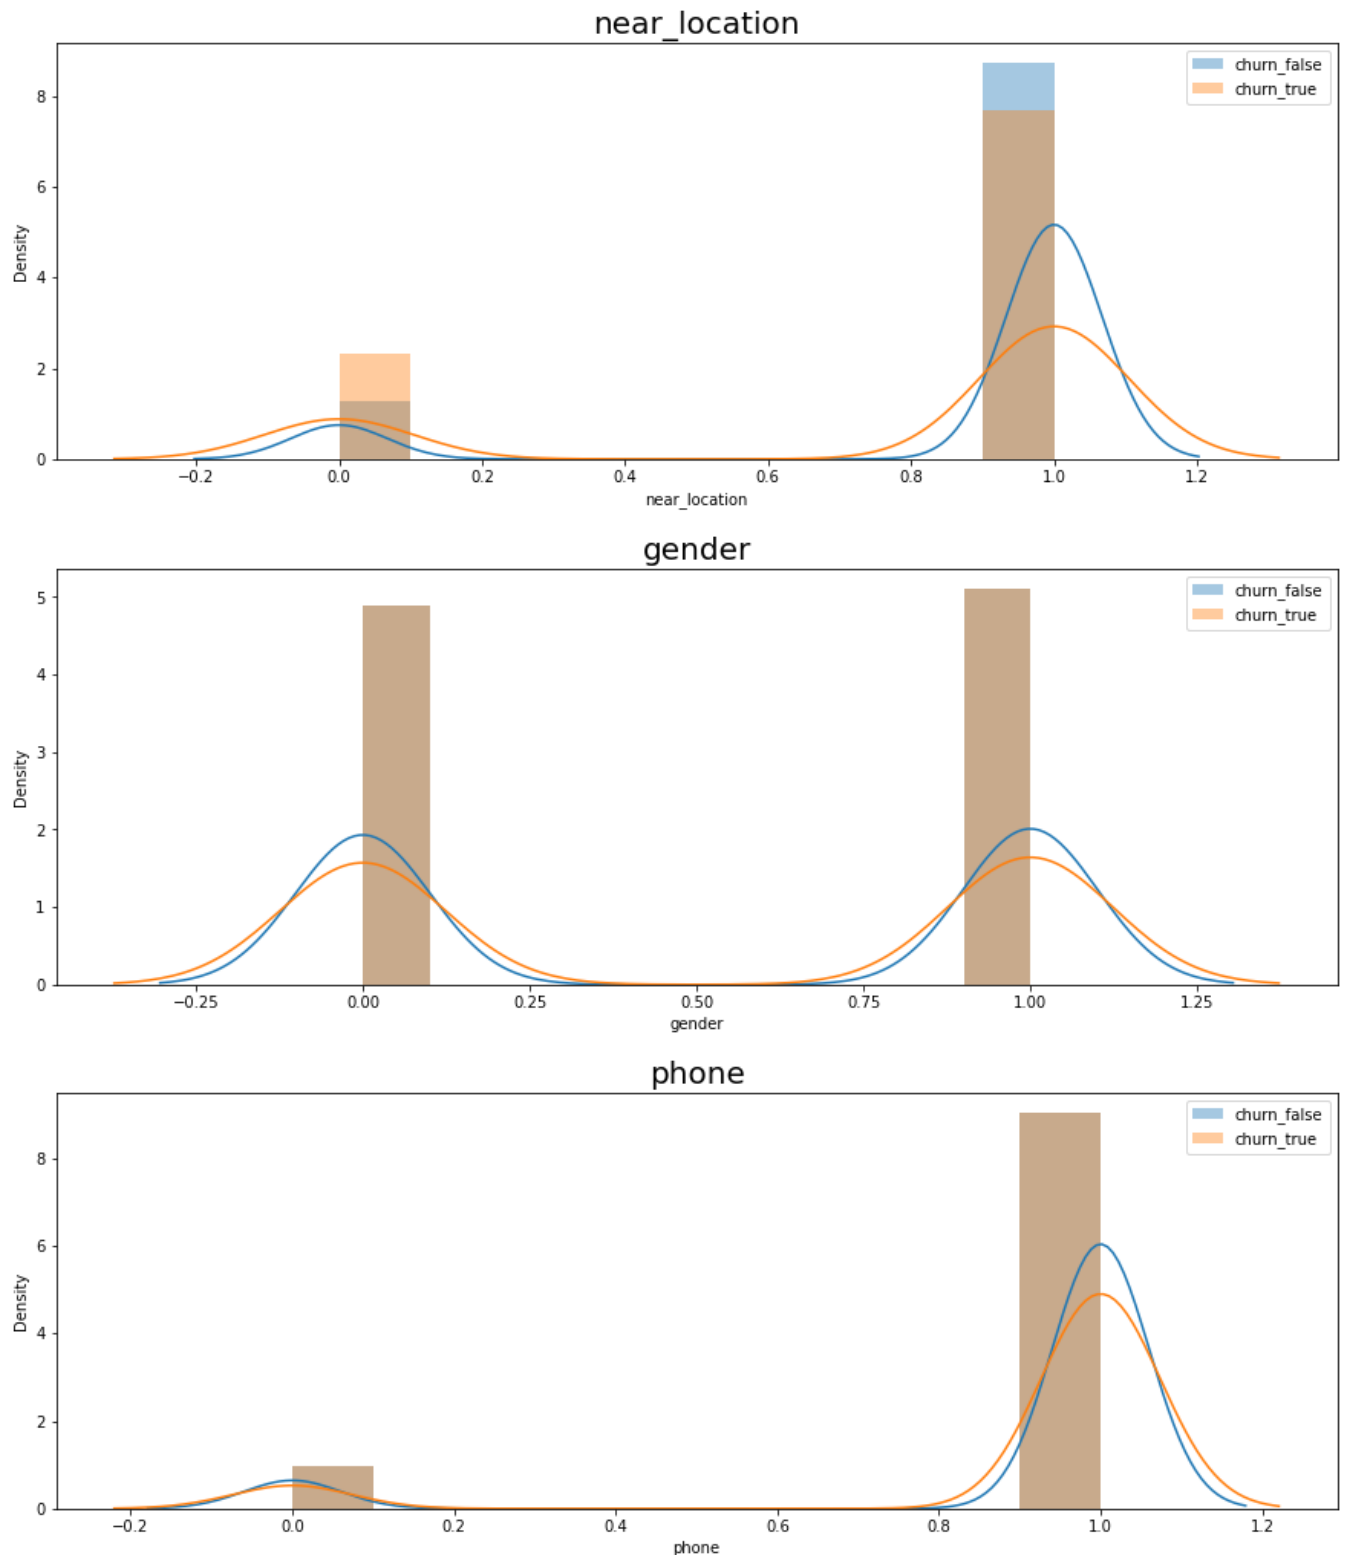 near_location
churn_false
churn_true
8
6
4
2
0
Density
−0.2 0.0 0.2 0.4 0.6 0.8 1.0 1.2
near_location
gender
churn_false
churn_true
5
4
3
2
1
0
Density
−0.25 0.00 0.25 0.50 0.75 1.00 1.25
gender
phone
churn_false
churn_true
8
6
4
2
0
Density
−0.2 0.0 0.2 0.4 0.6 0.8 1.0 1.2
phone